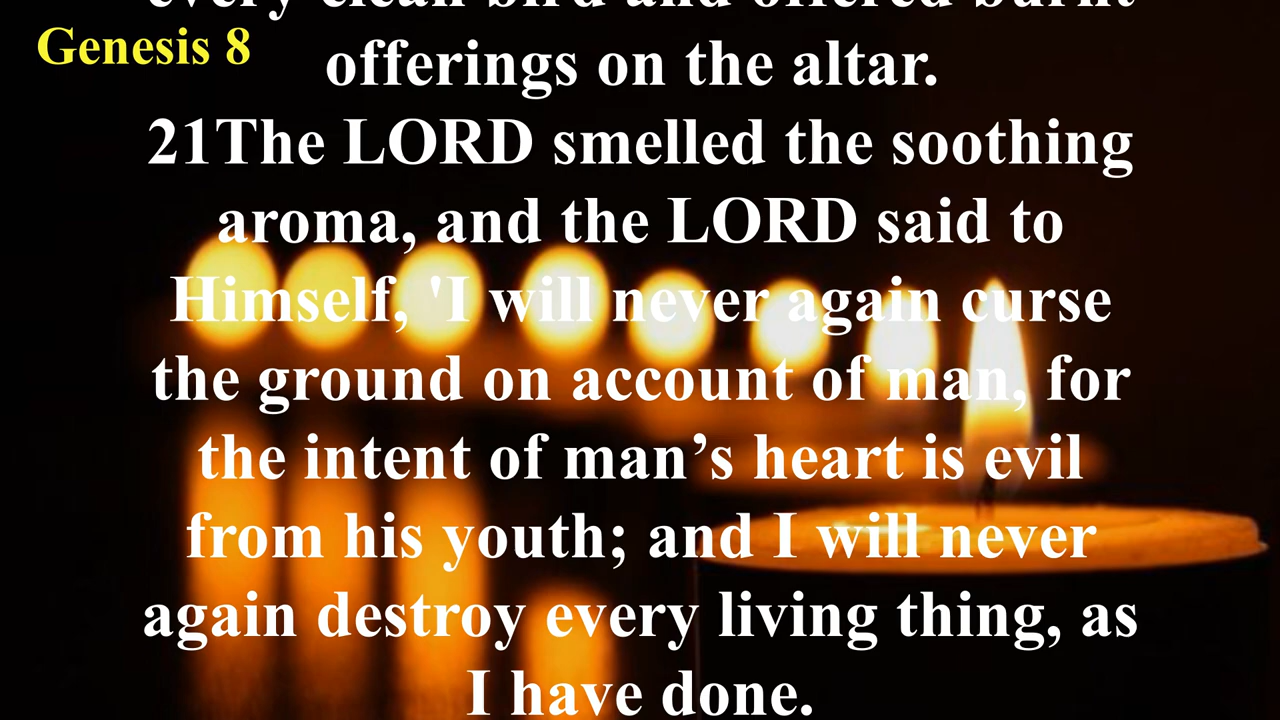 every clean bird and offered burnt
Genesis 8
offerings on the altar.
21The LORD smelled the soothing
aroma, and the LORD said to
Himself, 'I will never again curse
the ground on account of man, for
the intent of man’s heart is evil
from his youth; and I will never
again destroy every living thing, as
I have done.